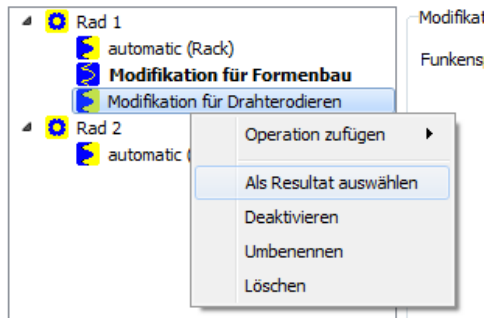 Rad 1
Modifikat
automatic (Rack)
Modifikation für Formenbau
Funkens
Modifikation für Drahterodieren
Rad 2
automatic (
Operation zufügen
Als Resultat auswählen
Deaktivieren
Umbenennen
Löschen